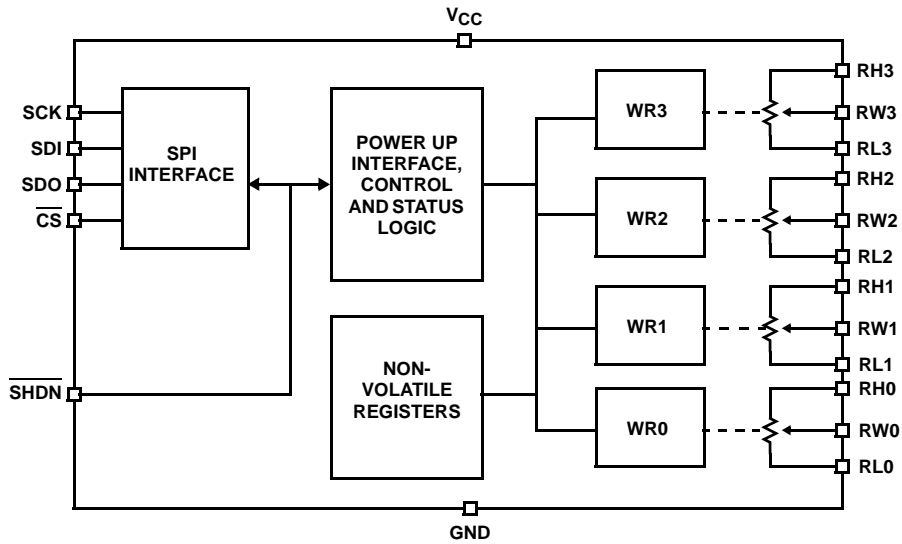 VCC
SCK
SDI
SDO
CS
SHDN
SPI
INTERFACE
POWER UP
INTERFACE,
CONTROL
AND STATUS
LOGIC
NON-
VOLATILE
REGISTERS
WR3
WR2
WR1
WR0
RH3
RW3
RL3
RH2
RW2
RL2
RH1
RW1
RL1
RH0
RW0
RL0
GND